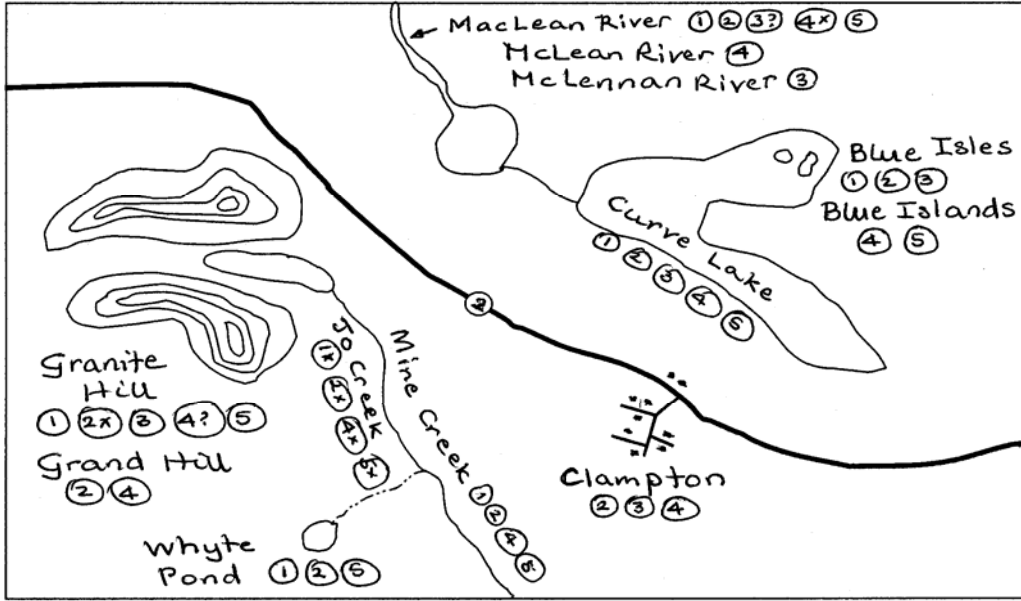 MacLean River ① ② ③? ④x ⑤
McLean River ④
McLennan River ③
Blue Isles
① ② ③
Blue Islands
④ ⑤
Curve Lake
① ② ③ ④ ⑤
②
Granite
Hill
① ②x ③ ④? ⑤
Grand Hill
② ④
Jo Creek
①x ②x ④x ⑤x
Mine Creek ① ② ④ ⑤
Clampton
② ③ ④
Whyte
Pond ① ② ⑤